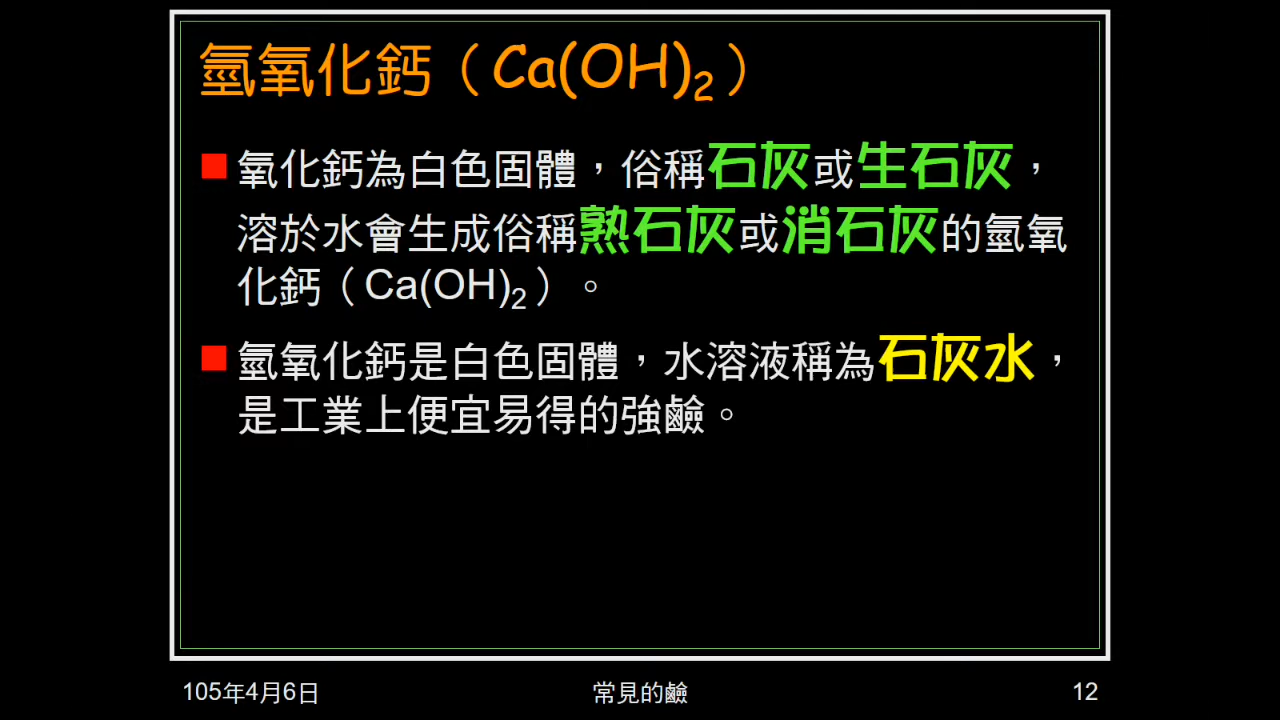 氫氧化鈣（Ca(OH)₂）
氧化鈣為白色固體，俗稱石灰或生石灰，
溶於水會生成俗稱熟石灰或消石灰的氫氧
化鈣（Ca(OH)₂）。
氫氧化鈣是白色固體，水溶液稱為石灰水，
是工業上便宜易得的強鹼。
105年4月6日
常見的鹼
12